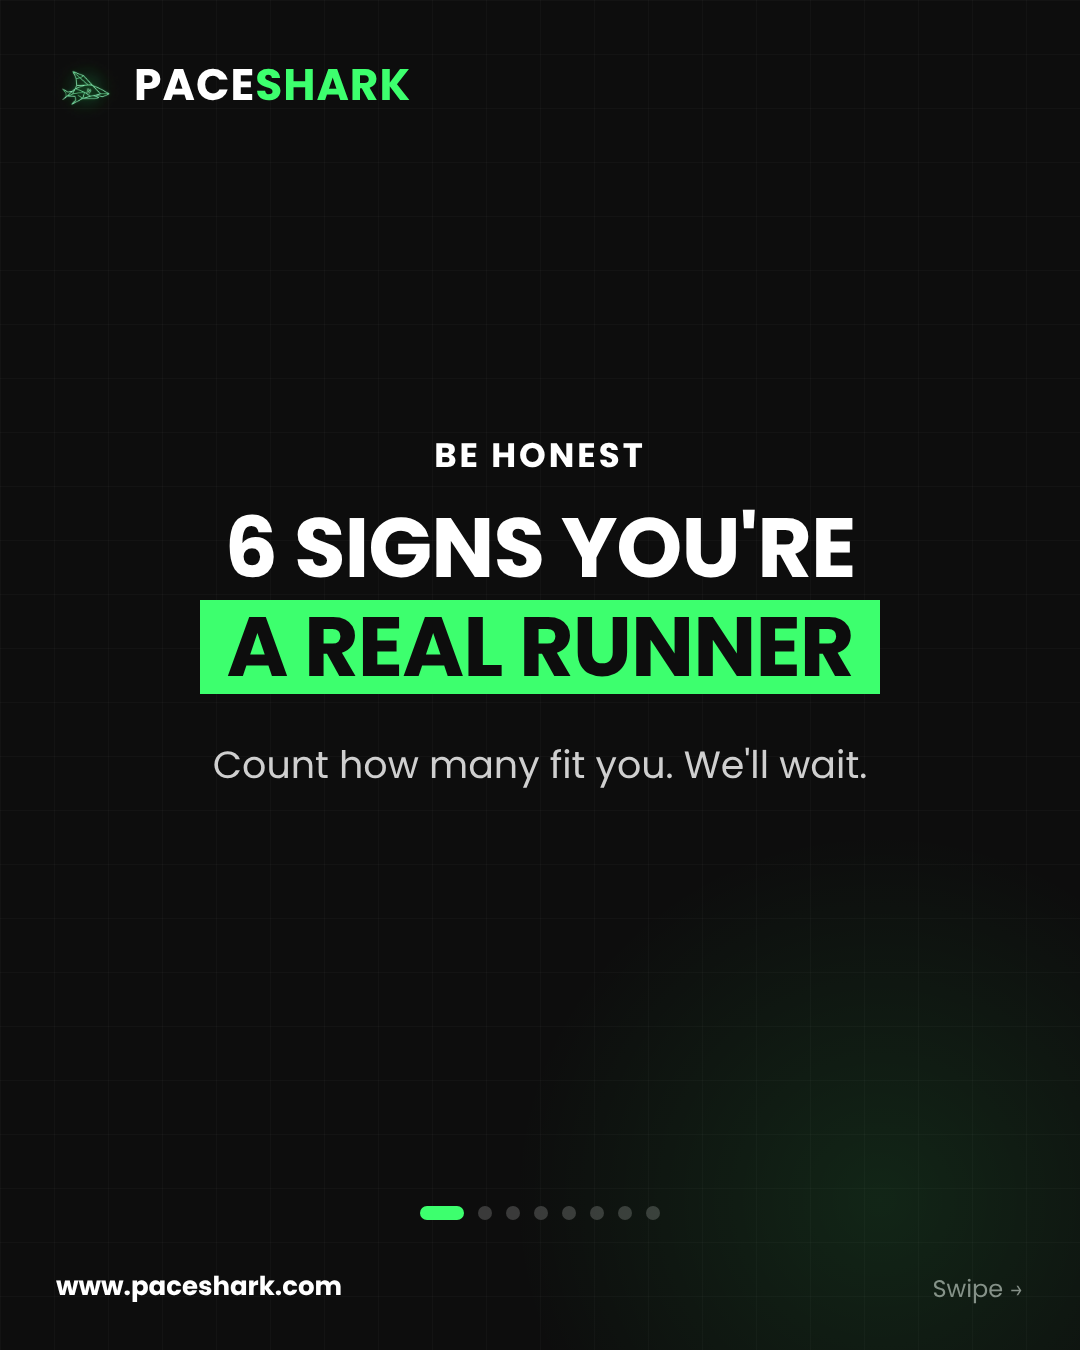 PACESHARK
BE HONEST
6 SIGNS YOU'RE
A REAL RUNNER
Count how many fit you. We'll wait.
www.paceshark.com
Swipe →